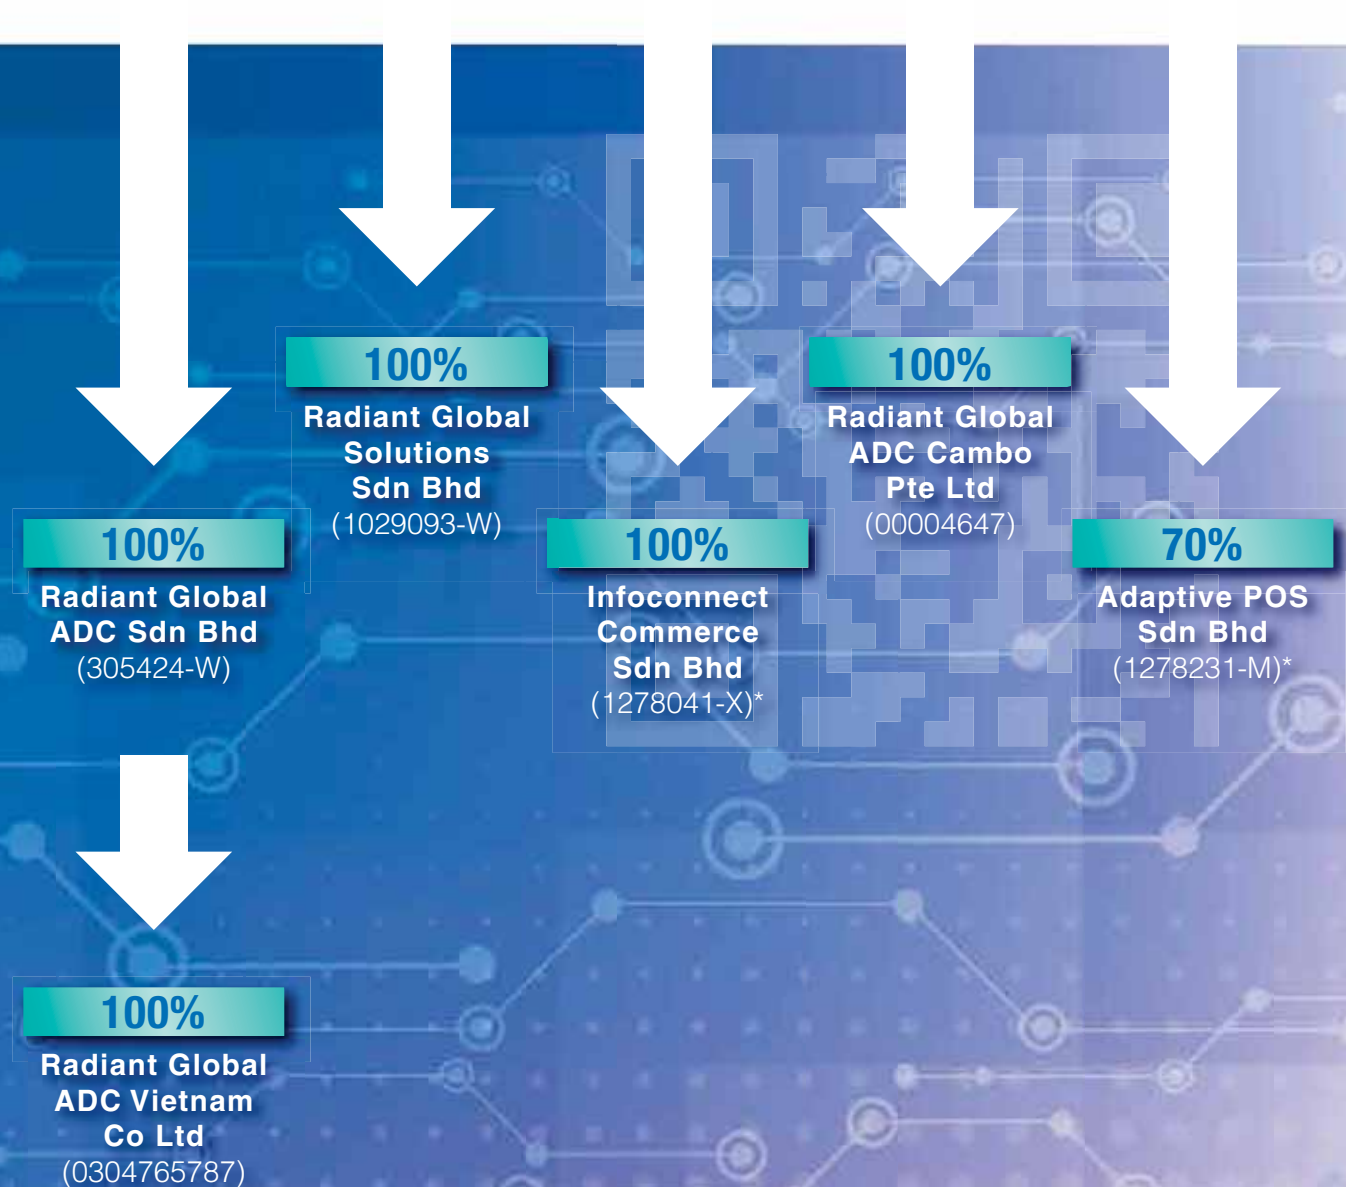 100%
Radiant Global
Solutions
Sdn Bhd
(1029093-W)
100%
Radiant Global
ADC Cambo
Pte Ltd
(00004647)
100%
Radiant Global
ADC Sdn Bhd
(305424-W)
100%
Infoconnect
Commerce
Sdn Bhd
(1278041-X)*
70%
Adaptive POS
Sdn Bhd
(1278231-M)*
100%
Radiant Global
ADC Vietnam
Co Ltd
(0304765787)